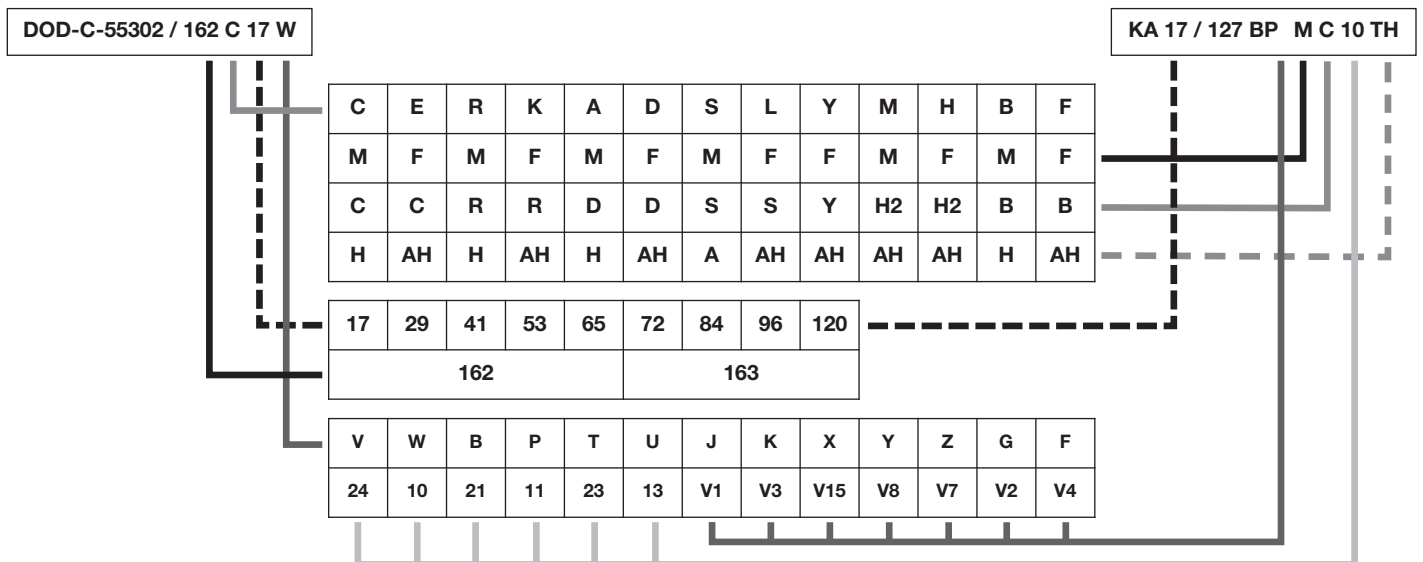 DOD-C-55302 / 162 C 17 W
KA 17 / 127 BP M C 10 TH
C E R K A D S L Y M H B F
M F M F M F M F F M F M F
C C R R D D S S Y H2 H2 B B
H AH H AH H AH A AH AH AH AH H AH
17 29 41 53 65 72 84 96 120
162 163
V W B P T U J K X Y Z G F
24 10 21 11 23 13 V1 V3 V15 V8 V7 V2 V4